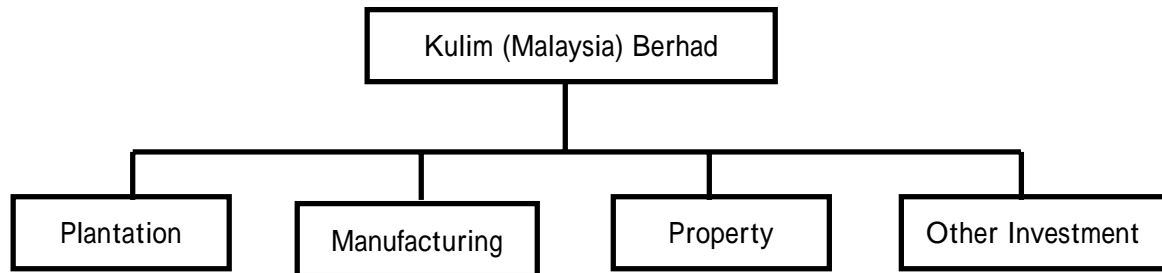 Kulim (Malaysia) Berhad
Plantation
Manufacturing
Property
Other Investment